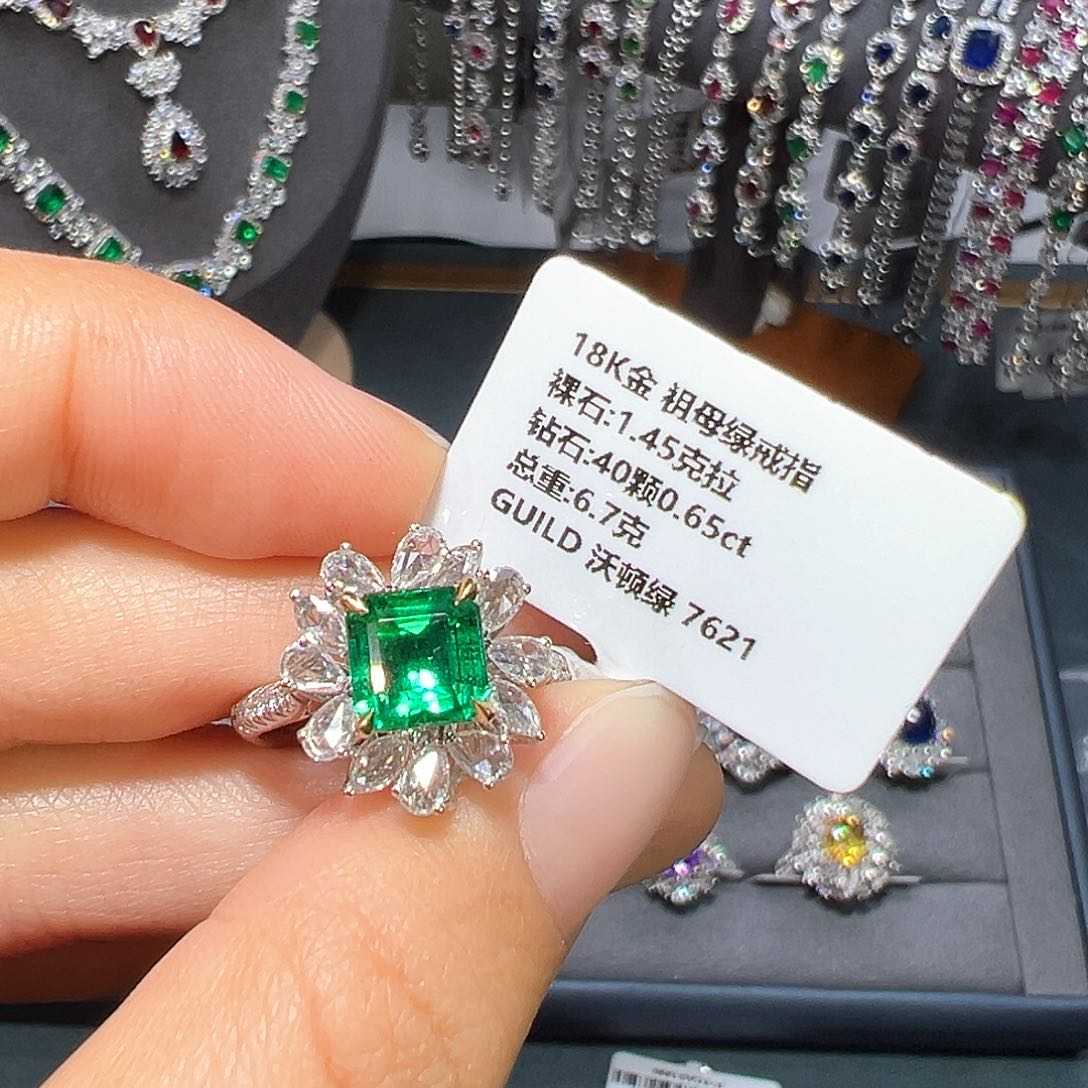 18K金 祖母绿戒指
裸石:1.45克拉
钻石:40颗0.65ct
总重:6.7克
GUILD 沃顿绿 7621